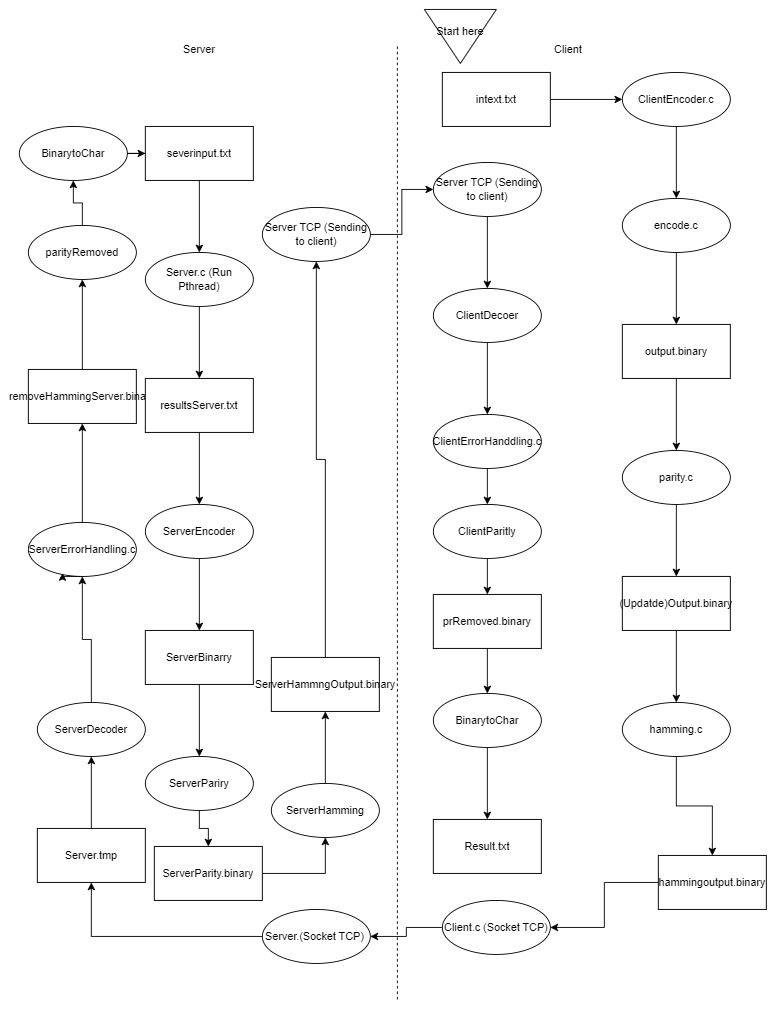 Start here
Server
Client
intext.txt
ClientEncoder.c
BinarytoChar
severinput.txt
Server TCP (Sending
to client)
Server TCP (Sending
to client)
encode.c
parityRemoved
Server.c (Run
Pthread)
ClientDecoer
output.binary
removeHammingServer.bina
resultsServer.txt
ClientErrorHanddling.c
parity.c
ServerErrorHandling.c
ServerEncoder
ClientParitly
(Updatde)Output.binary
prRemoved.binary
ServerBinarry
ServerHammngOutput.binary
ServerDecoder
BinarytoChar
hamming.c
ServerPariry
ServerHamming
Server.tmp
ServerParity.binary
Result.txt
hammingoutput.binary
Server.(Socket TCP)
Client.c (Socket TCP)